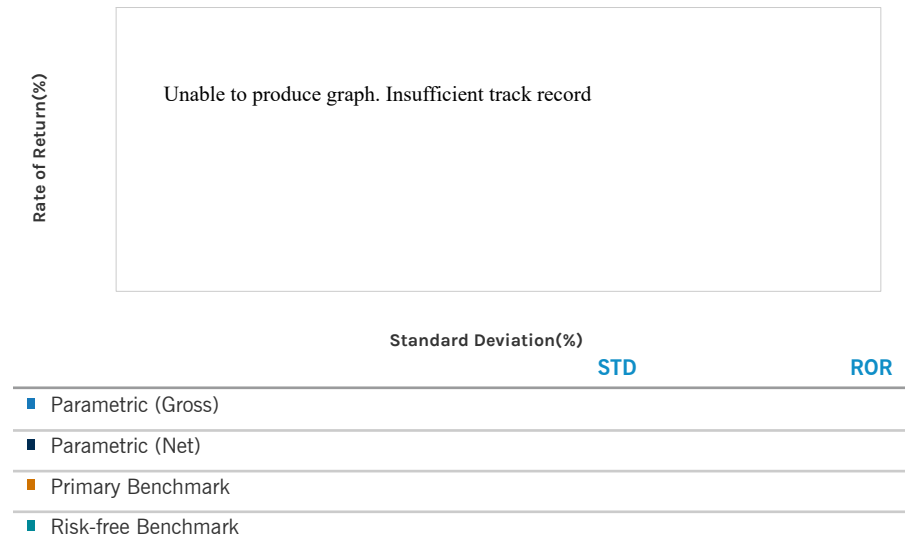 Rate of Return(%)
Unable to produce graph. Insufficient track record
Standard Deviation(%)
STD ROR
Parametric (Gross)
Parametric (Net)
Primary Benchmark
Risk-free Benchmark